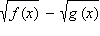 √f(x) − √g(x)